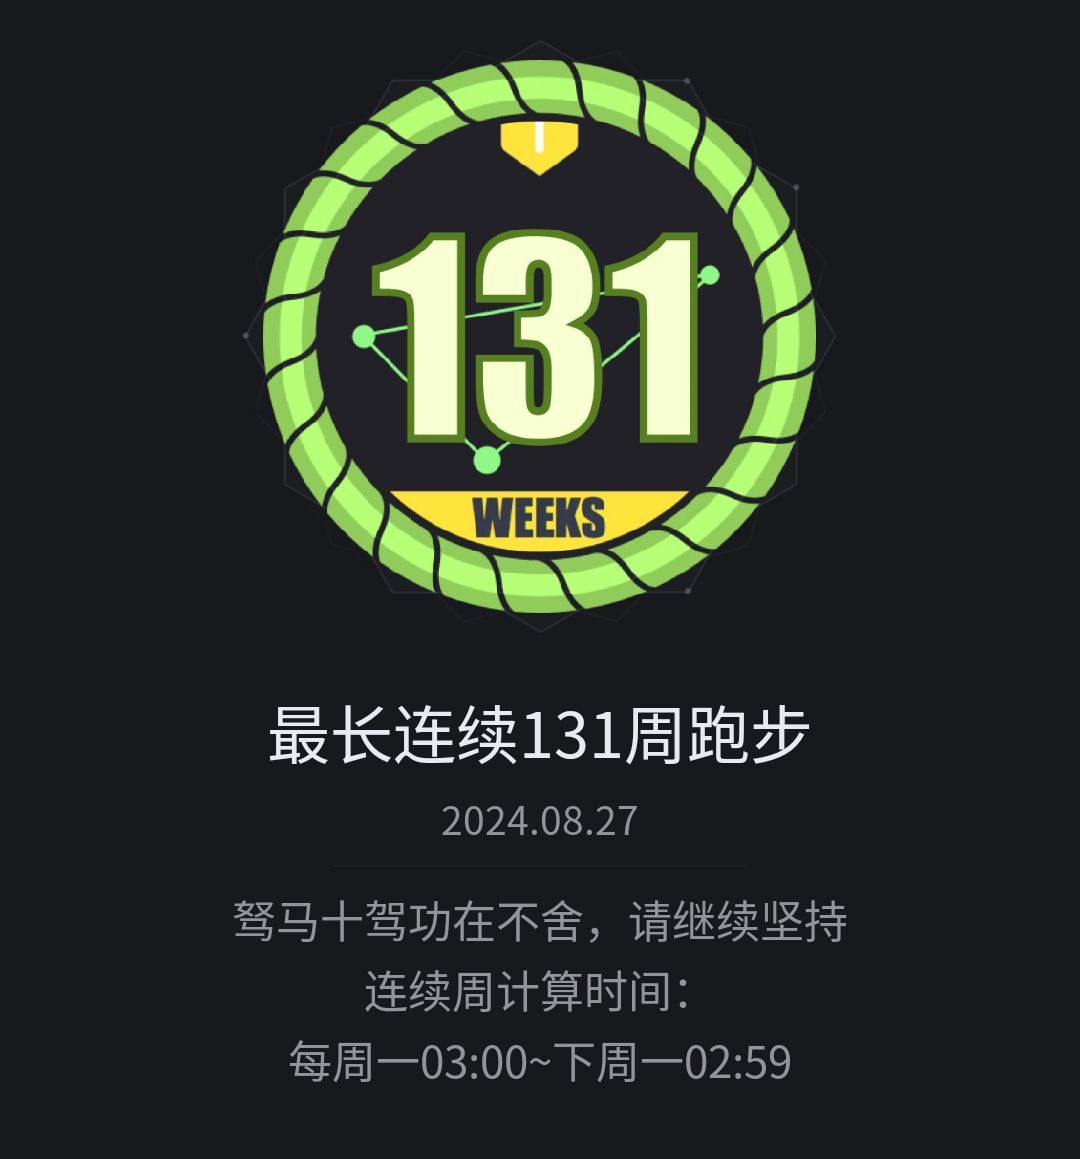 131
WEEKS
最长连续131周跑步
2024.08.27
驽马十驾功在不舍，请继续坚持
连续周计算时间：
每周一03:00~下周一02:59